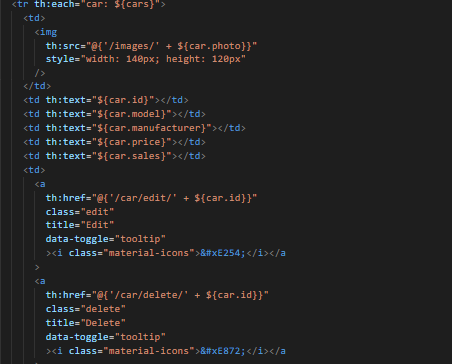 <tr th:each="car: ${cars}">
<td>
<img
th:src="@{'/images/' + ${car.photo}}"
style="width: 140px; height: 120px"
/>
</td>
<td th:text="${car.id}"></td>
<td th:text="${car.model}"></td>
<td th:text="${car.manufacturer}"></td>
<td th:text="${car.price}"></td>
<td th:text="${car.sales}"></td>
<td>
<a
th:href="@{'/car/edit/' + ${car.id}}"
class="edit"
title="Edit"
data-toggle="tooltip"
><i class="material-icons">&#xE254;</i></a
>
<a
th:href="@{'/car/delete/' + ${car.id}}"
class="delete"
title="Delete"
data-toggle="tooltip"
><i class="material-icons">&#xE872;</i></a